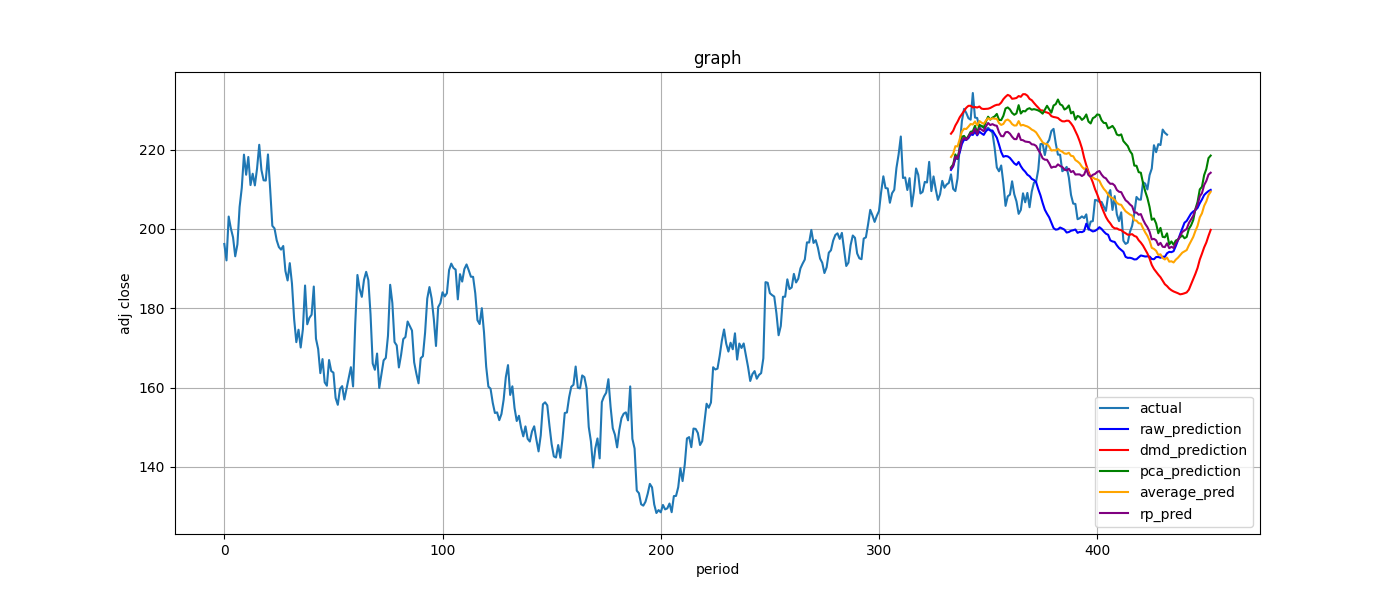 graph
adj close
220
200
180
160
140
0
100
200
300
400
period
actual
raw_prediction
dmd_prediction
pca_prediction
average_pred
rp_pred